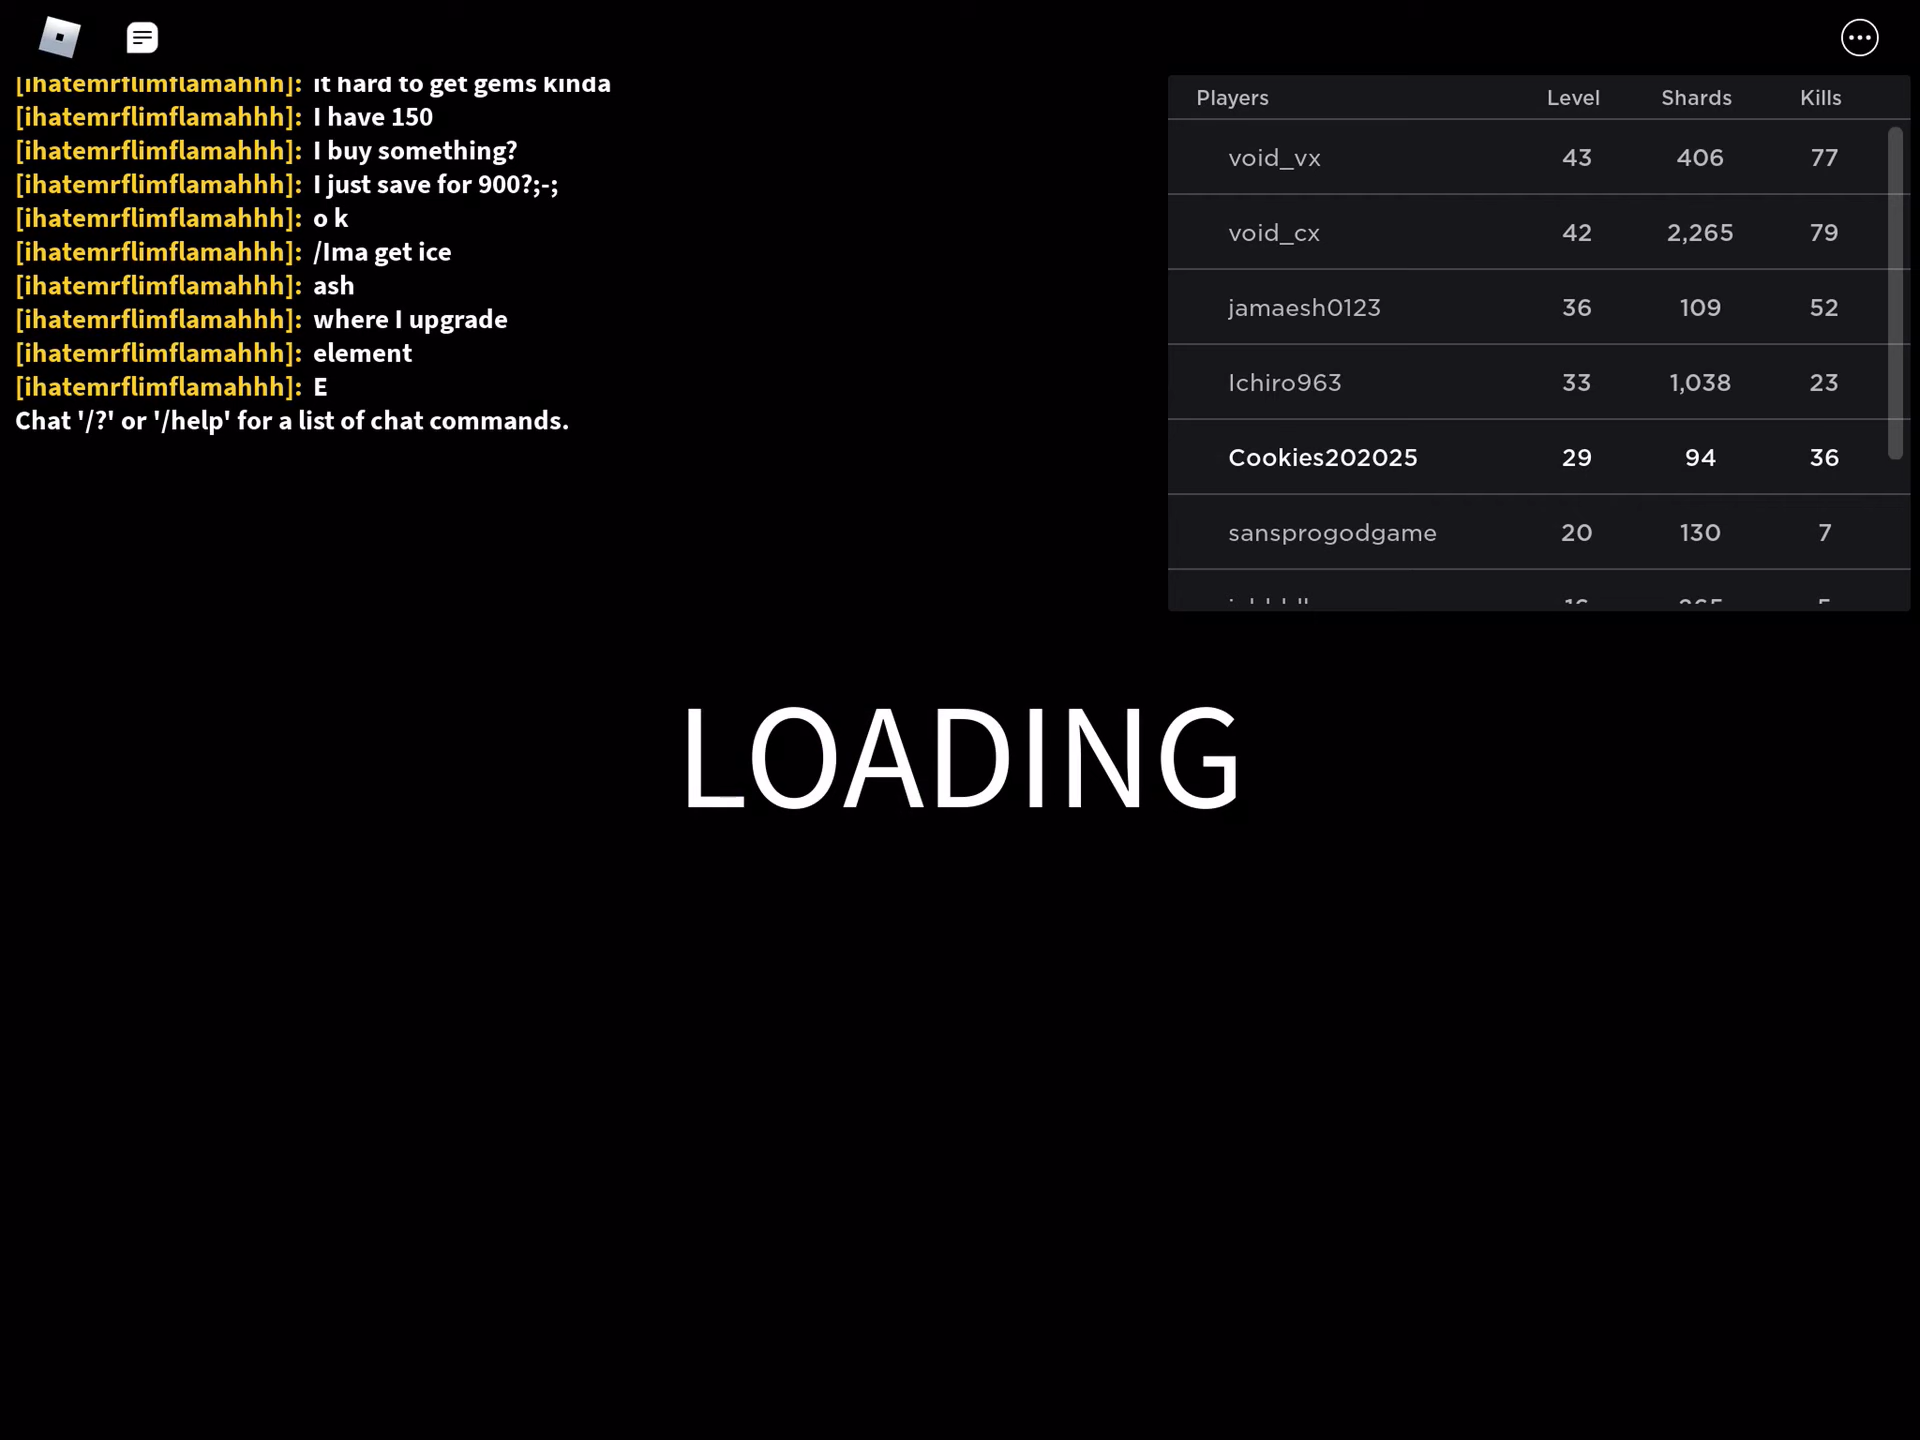 [ihatemrflimflamahhh]: it hard to get gems kinda
[ihatemrflimflamahhh]: I have 150
[ihatemrflimflamahhh]: I buy something?
[ihatemrflimflamahhh]: I just save for 900?;-;
[ihatemrflimflamahhh]: o k
[ihatemrflimflamahhh]: /Ima get ice
[ihatemrflimflamahhh]: ash
[ihatemrflimflamahhh]: where I upgrade
[ihatemrflimflamahhh]: element
[ihatemrflimflamahhh]: E
Chat '/?' or '/help' for a list of chat commands.
Players Level Shards Kills
void_vx 43 406 77
void_cx 42 2,265 79
jamaesh0123 36 109 52
Ichiro963 33 1,038 23
Cookies202025 29 94 36
sansprogodgame 20 130 7
LOADING